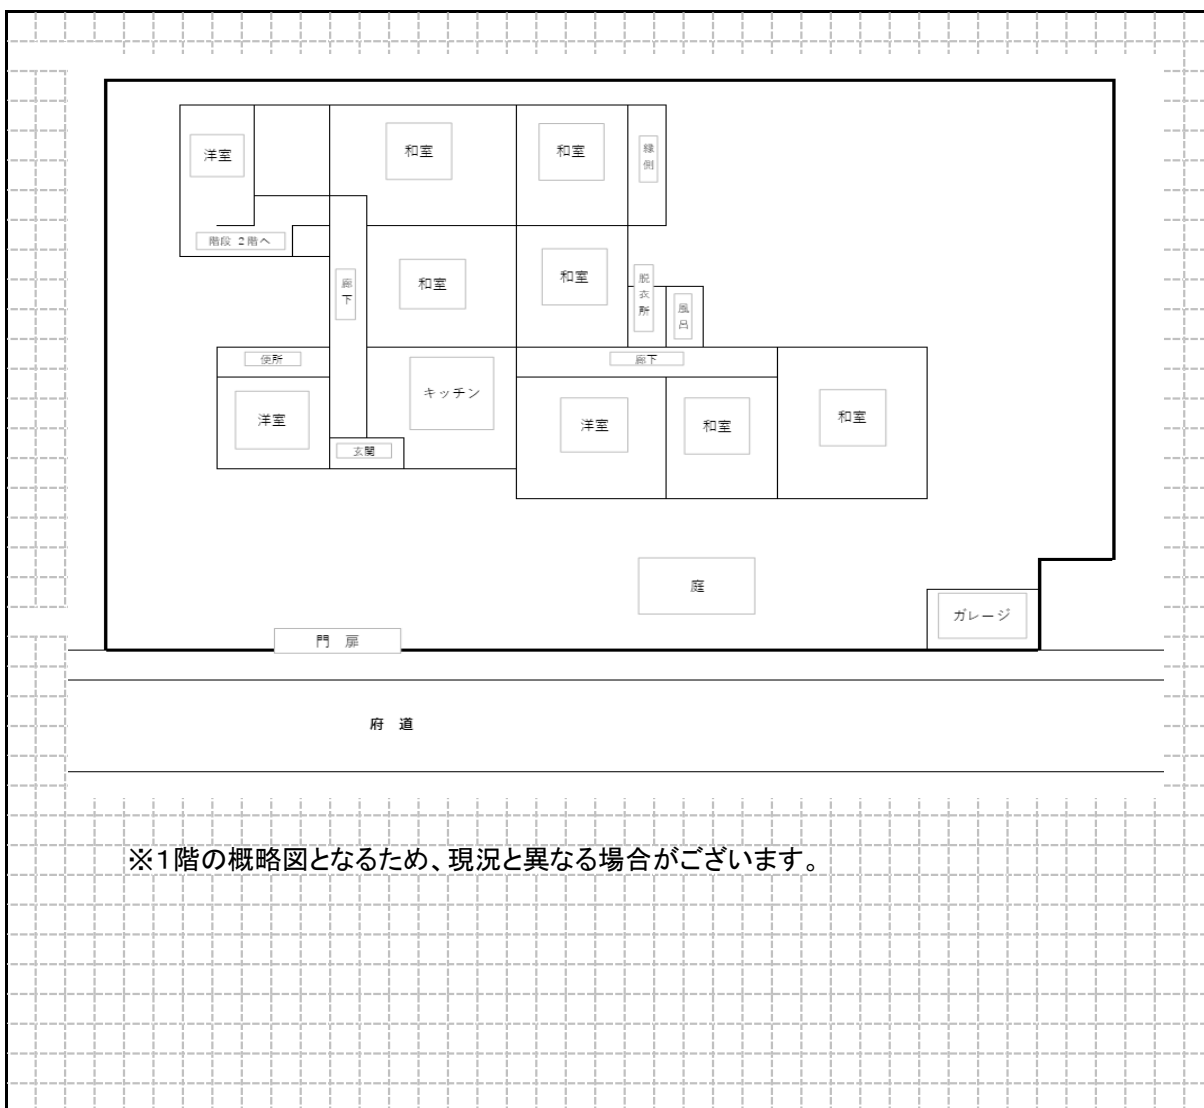 洋室
和室
和室
縁側
階段 2階へ
廊下
和室
和室
脱衣所
風呂
便所
廊下
洋室
キッチン
洋室
和室
和室
玄関
庭
ガレージ
門 扉
府 道
※1階の概略図となるため、現況と異なる場合がございます。